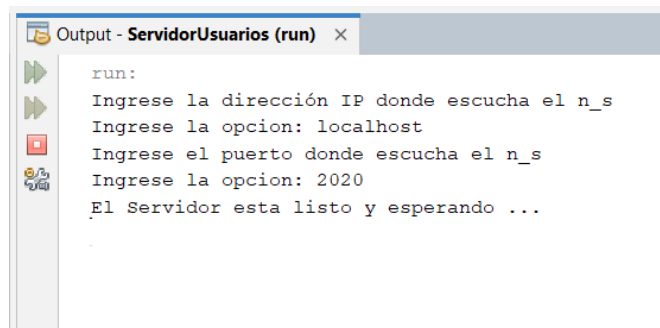 Output - ServidorUsuarios (run) ×
run:
Ingrese la dirección IP donde escucha el n_s
Ingrese la opcion: localhost
Ingrese el puerto donde escucha el n_s
Ingrese la opcion: 2020
El Servidor esta listo y esperando ...